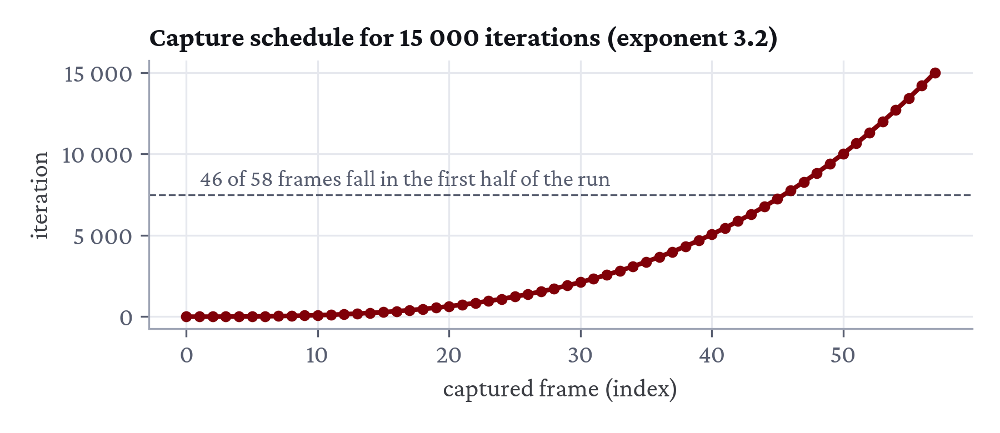 Capture schedule for 15 000 iterations (exponent 3.2)
15 000
10 000
5 000
0
iteration
46 of 58 frames fall in the first half of the run
0 10 20 30 40 50
captured frame (index)